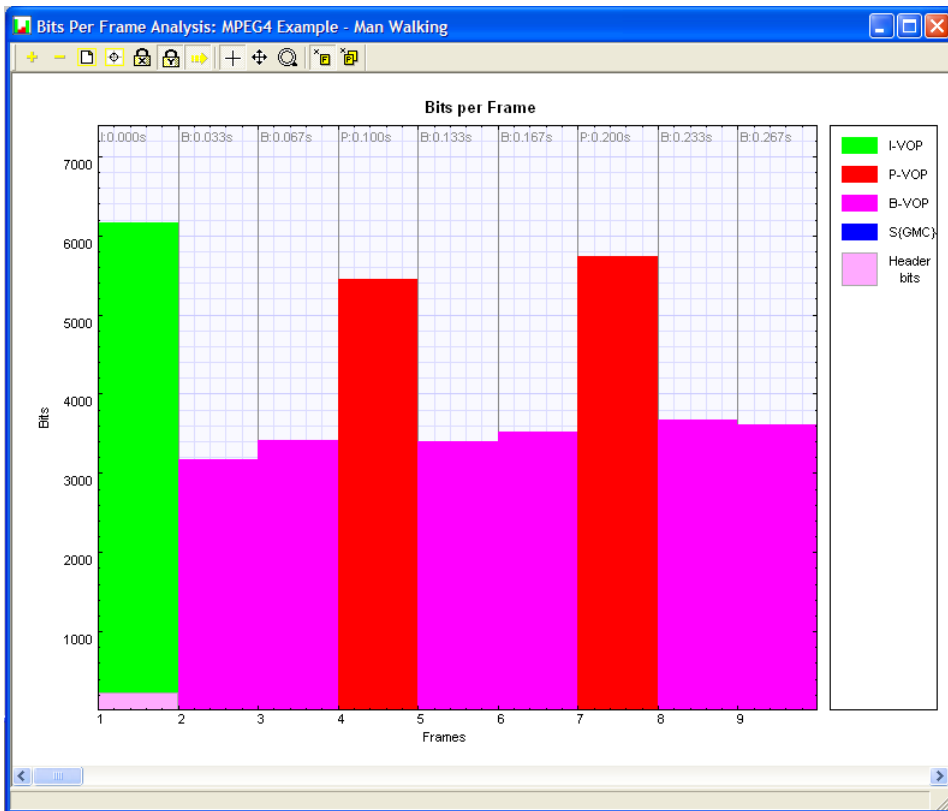 Bits Per Frame Analysis: MPEG4 Example - Man Walking
Bits per Frame
I:0.000s B:0.033s B:0.067s P:0.100s B:0.133s B:0.167s P:0.200s B:0.233s B:0.267s
7000
6000
5000
4000
3000
2000
1000
Bits
1 2 3 4 5 6 7 8 9
Frames
I-VOP
P-VOP
B-VOP
S(GMC)
Header
bits